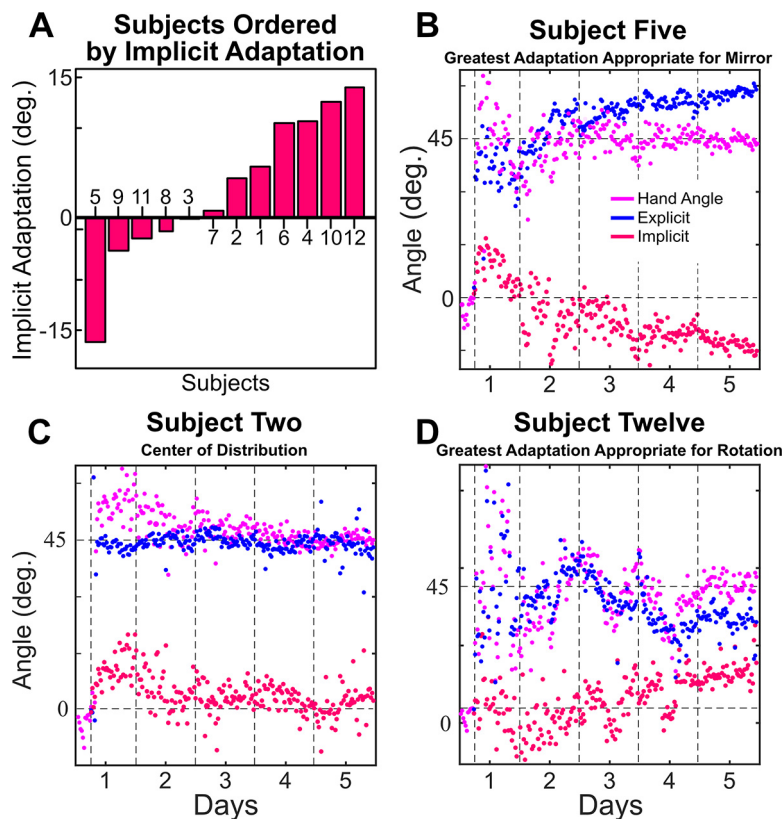 A
Subjects Ordered
by Implicit Adaptation
Implicit Adaptation (deg.)
15
0
-15
5 9 11 8 3
7 2 1 6 4 10 12
Subjects
B
Subject Five
Greatest Adaptation Appropriate for Mirror
Angle (deg.)
45
0
Hand Angle
Explicit
Implicit
1 2 3 4 5
C
Subject Two
Center of Distribution
Angle (deg.)
45
0
1 2 3 4 5
Days
D
Subject Twelve
Greatest Adaptation Appropriate for Rotation
45
0
1 2 3 4 5
Days